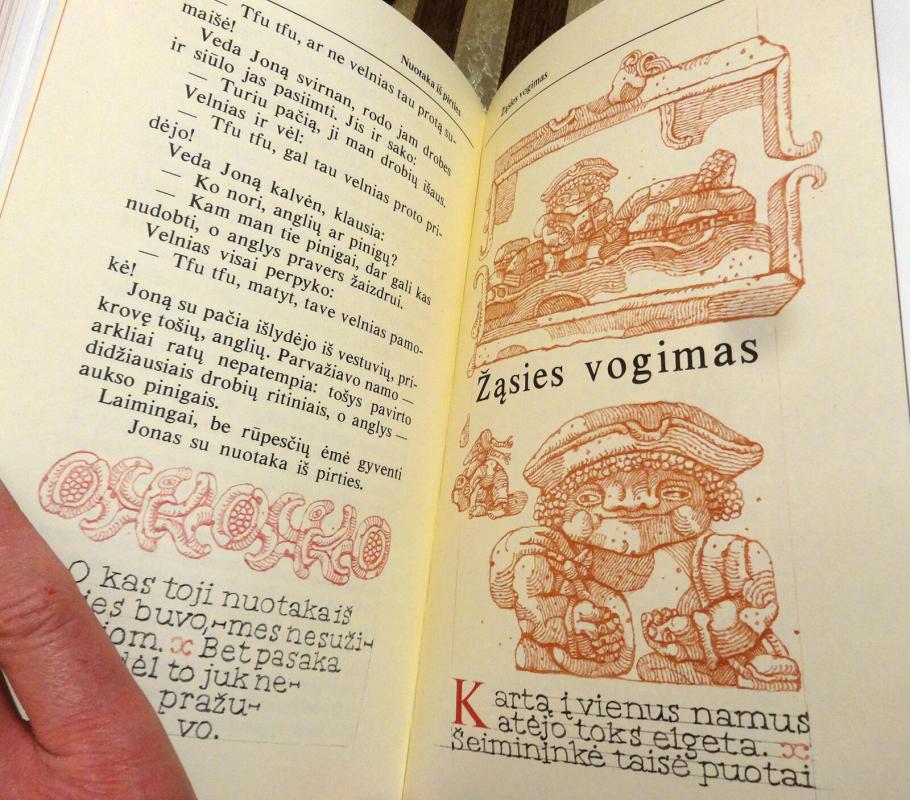 Nuotaka iš pirties
— Tfu tfu, ar ne velnias tau protą su-
maišė!
Veda Joną svirnan, rodo jam drobes
ir siūlo jas pasiimti. Jis ir sako:
— Turiu pačią, ji man drobių išaus.
Velnias ir vėl:
— Tfu tfu, gal tau velnias proto pri-
dėjo!
Veda Joną kalvėn, klausia:
— Ko nori, anglių ar pinigų?
— Kam man tie pinigai, dar gali kas
nudobti, o anglys pravers žaizdrui.
Velnias visai perpyko:
— Tfu tfu, matyt, tave velnias pamo-
kė!
Joną su pačia išlydėjo iš vestuvių, pri-
krovę tošių, anglių. Parvažiavo namo —
arkliai ratų nepatempia: tošys pavirto
didžiausiais drobių ritiniais, o anglys —
aukso pinigais.
Laimingai, be rūpesčių ėmė gyventi
Jonas su nuotaka iš pirties.
O kas toji nuotaka iš
buvo,-mes nesuži-
x Bet pasaka
to juk ne-
pražu-
vo.
Žąsies vogimas
Žąsies vogimas
Kartą į vienus namus
atėjo toks elgeta. x
Šeimininkė taisė puotai